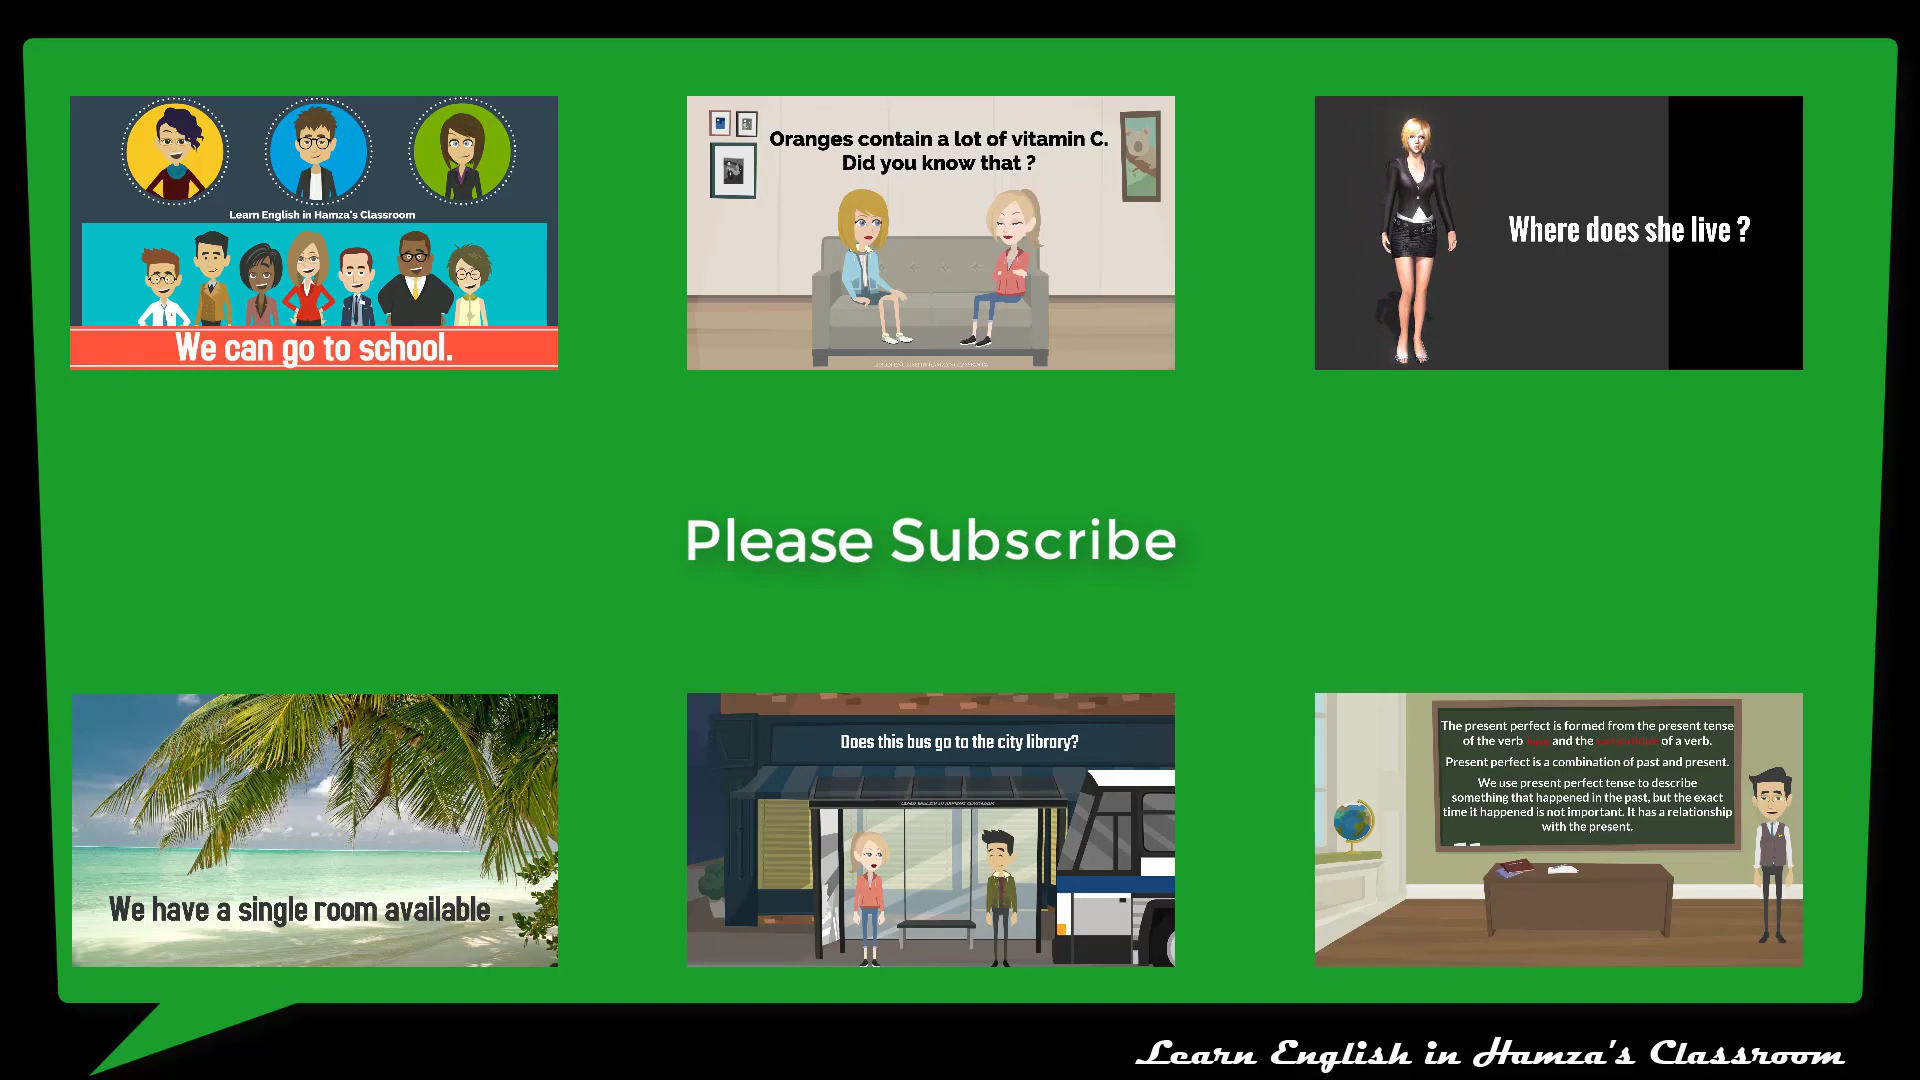 Learn English in Hamza's Classroom
We can go to school.
Oranges contain a lot of vitamin C.
Did you know that ?
Where does she live ?
Please Subscribe
We have a single room available .
Does this bus go to the city library?
LEARN ENGLISH IN HAMZA'S CLASSROOM
The present perfect is formed from the present tense
of the verb and the of a verb.
Present perfect is a combination of past and present.
We use present perfect tense to describe
something that happened in the past, but the exact
time it happened is not important. It has a relationship
with the present.
Learn English in Hamza's Classroom